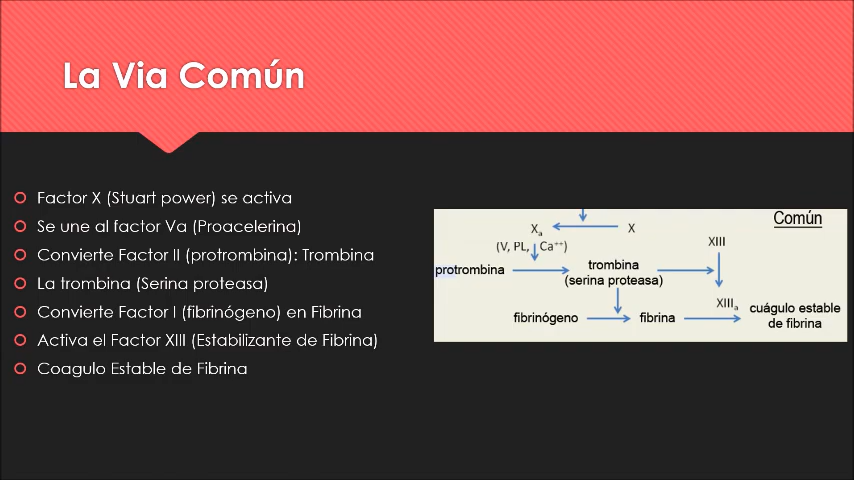 La Via Común
Factor X (Stuart power) se activa
Se une al factor Va (Proacelerina)
Convierte Factor II (protrombina): Trombina
La trombina (Serina proteasa)
Convierte Factor I (fibrinógeno) en Fibrina
Activa el Factor XIII (Estabilizante de Fibrina)
Coagulo Estable de Fibrina
Común
Xa X
(V, PL, Ca++)
XIII
protrombina
trombina
(serina proteasa)
XIIIa
fibrinógeno
fibrina
cuágulo estable
de fibrina